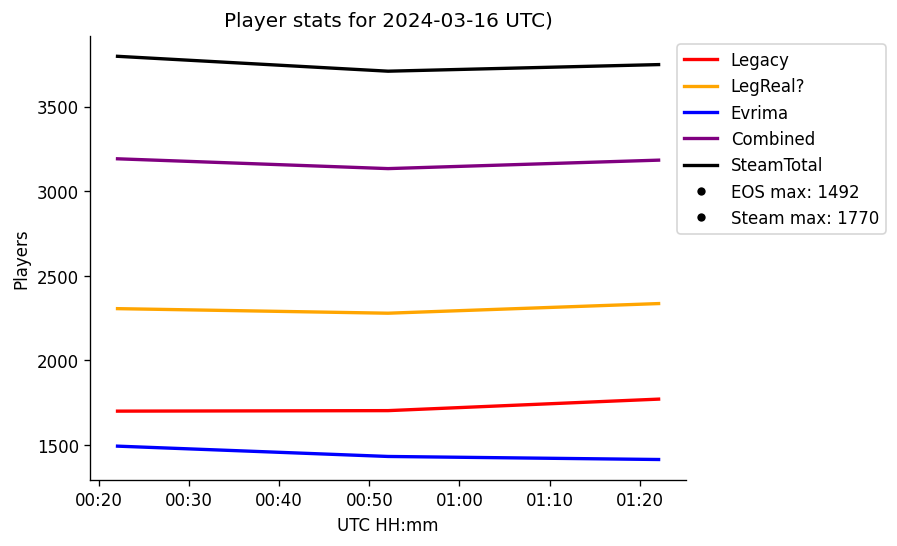 Player stats for 2024-03-16 UTC)
Legacy
LegReal?
Evrima
Combined
SteamTotal
EOS max: 1492
Steam max: 1770
3500
3000
2500
2000
1500
Players
00:20 00:30 00:40 00:50 01:00 01:10 01:20
UTC HH:mm